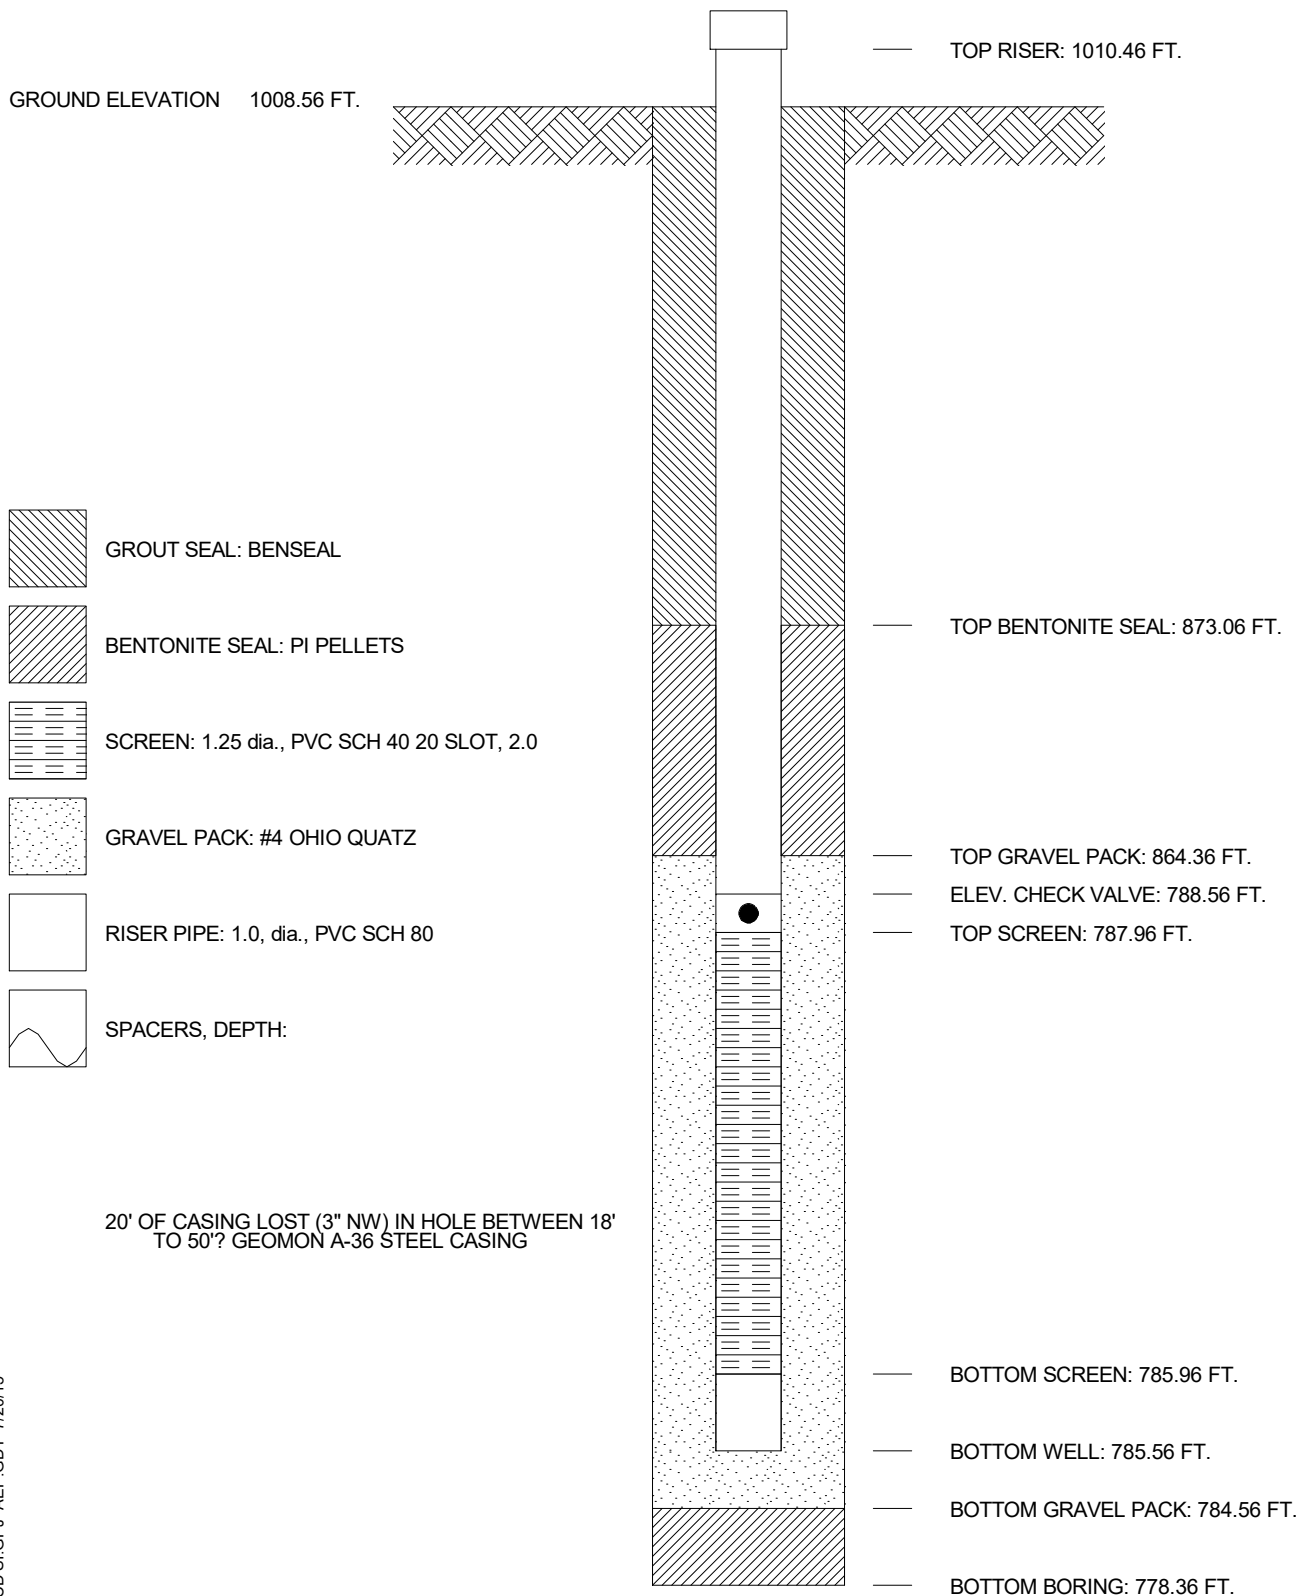 TOP RISER: 1010.46 FT.
GROUND ELEVATION 1008.56 FT.
GROUT SEAL: BENSEAL
TOP BENTONITE SEAL: 873.06 FT.
BENTONITE SEAL: PI PELLETS
SCREEN: 1.25 dia., PVC SCH 40 20 SLOT, 2.0
GRAVEL PACK: #4 OHIO QUATZ
TOP GRAVEL PACK: 864.36 FT.
ELEV. CHECK VALVE: 788.56 FT.
RISER PIPE: 1.0, dia., PVC SCH 80
TOP SCREEN: 787.96 FT.
SPACERS, DEPTH:
20' OF CASING LOST (3" NW) IN HOLE BETWEEN 18'
TO 50'? GEOMON A-36 STEEL CASING
BOTTOM SCREEN: 785.96 FT.
BOTTOM WELL: 785.56 FT.
BOTTOM GRAVEL PACK: 784.56 FT.
BOTTOM BORING: 778.36 FT.